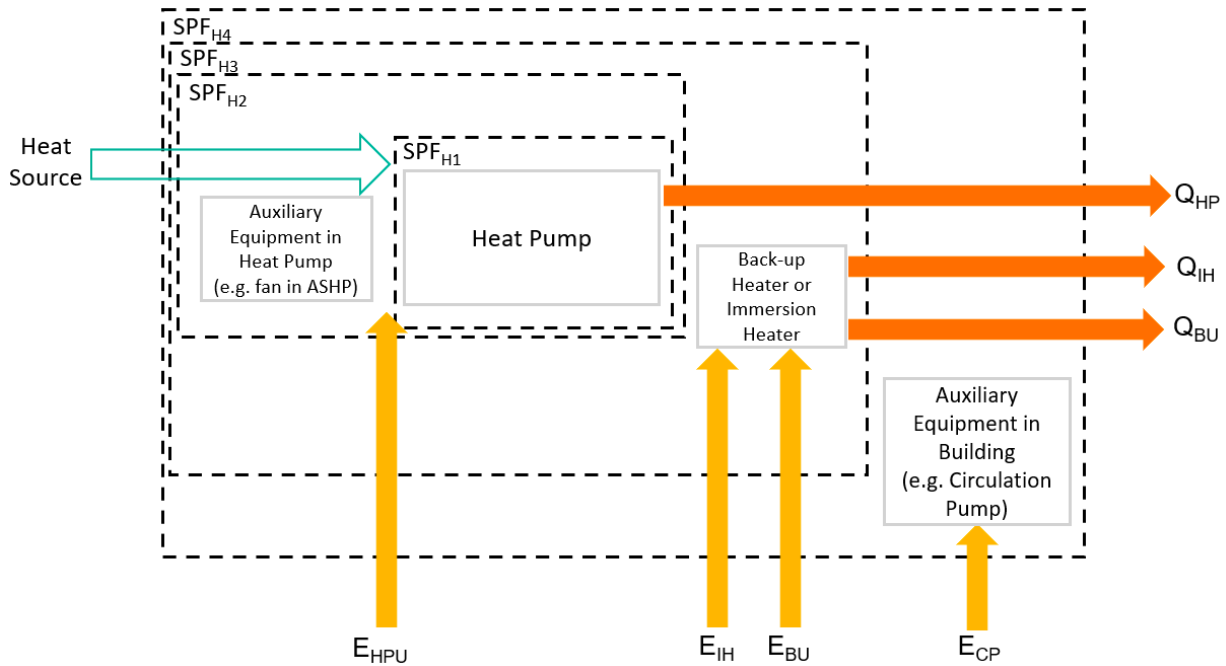 SPFH4
SPFH3
SPFH2
Heat
Source
SPFH1
Auxiliary
Equipment in
Heat Pump
(e.g. fan in ASHP)
Heat Pump
QHP
Back-up
Heater or
Immersion
Heater
QIH
QBU
Auxiliary
Equipment in
Building
(e.g. Circulation
Pump)
EHPU
EIH
EBU
ECP